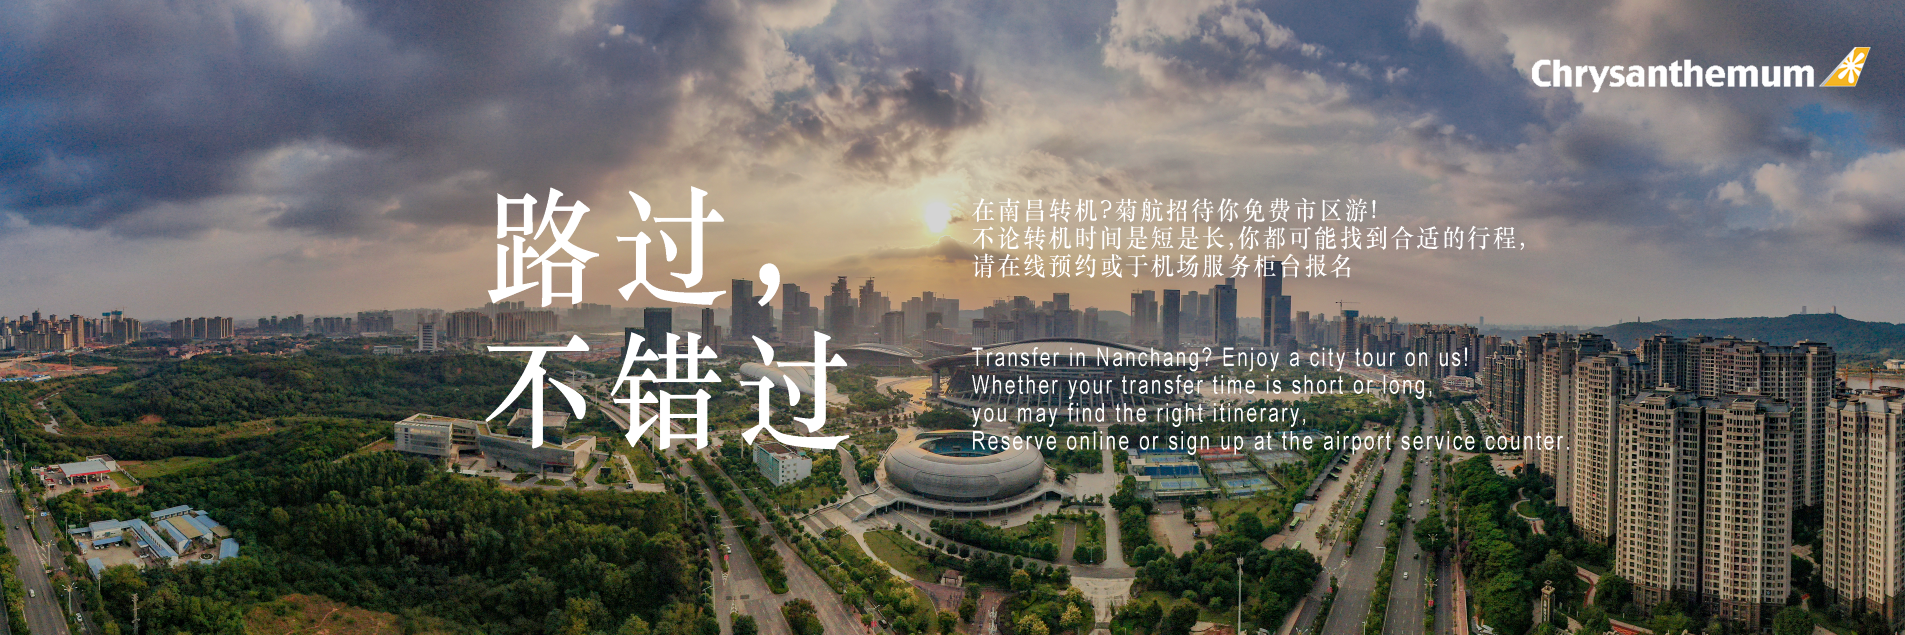 Chrysanthemum
路过，
不错过
在南昌转机?菊航招待你免费市区游!
不论转机时间是短是长,你都可能找到合适的行程,
请在线预约或于机场服务柜台报名
Transfer in Nanchang? Enjoy a city tour on us!
Whether your transfer time is short or long,
you may find the right itinerary,
Reserve online or sign up at the airport service counter.